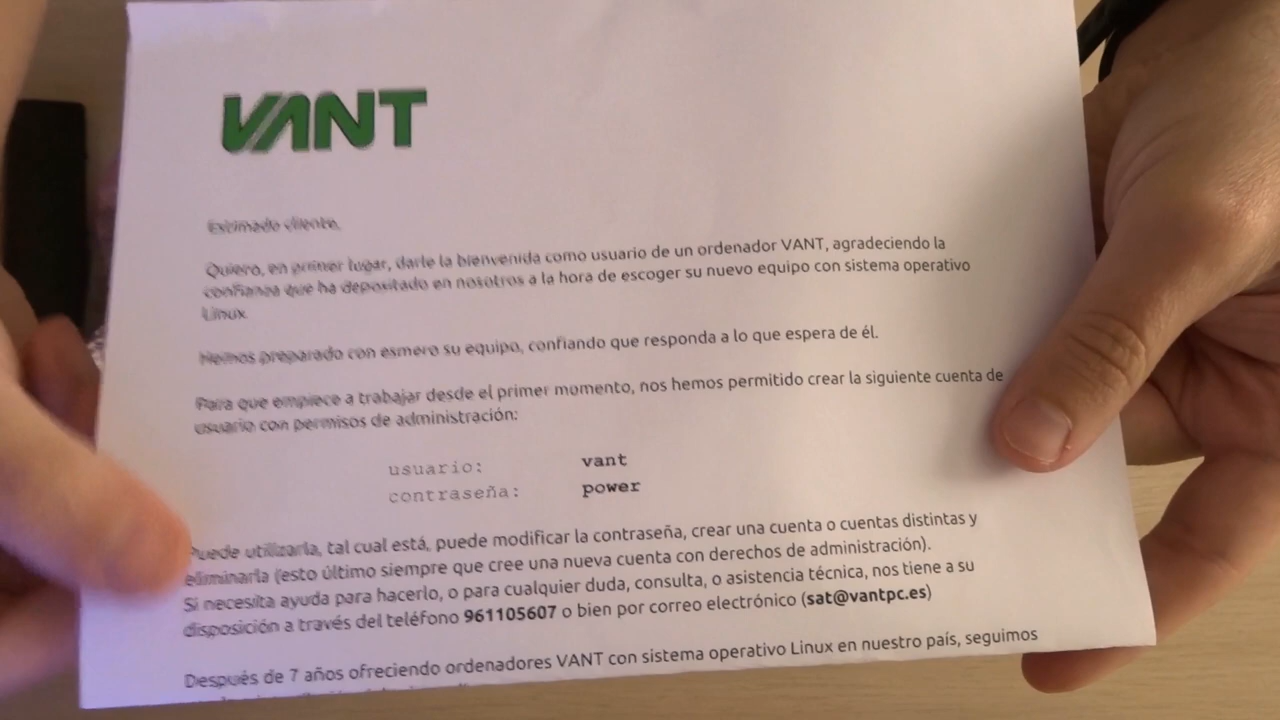 VANT
Estimado cliente,
Quiero, en primer lugar, darle la bienvenida como usuario de un ordenador VANT, agradeciendo la
confianza que ha depositado en nosotros a la hora de escoger su nuevo equipo con sistema operativo
Linux.
Hemos preparado con esmero su equipo, confiando que responda a lo que espera de él.
Para que empiece a trabajar desde el primer momento, nos hemos permitido crear la siguiente cuenta de
usuario con permisos de administración:
usuario: vant
contraseña: power
Puede utilizarla, tal cual está, puede modificar la contraseña, crear una cuenta o cuentas distintas y
eliminarla (esto último siempre que cree una nueva cuenta con derechos de administración).
Si necesita ayuda para hacerlo, o para cualquier duda, consulta, o asistencia técnica, nos tiene a su
disposición a través del teléfono 961105607 o bien por correo electrónico (sat@vantpc.es)
Después de 7 años ofreciendo ordenadores VANT con sistema operativo Linux en nuestro país, seguimos